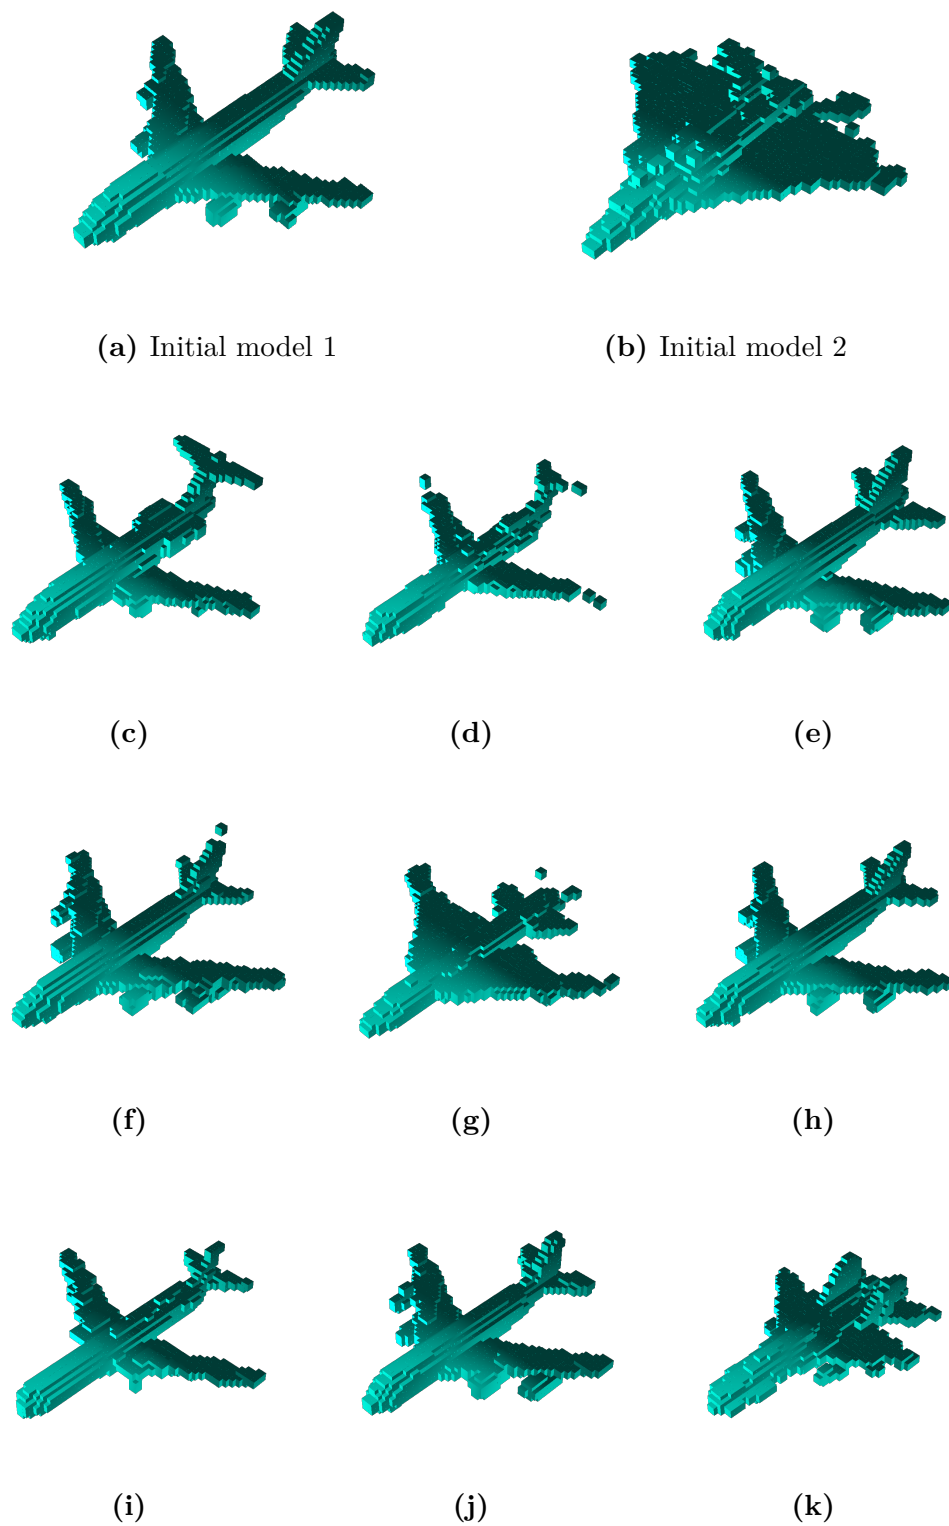 (a) Initial model 1
(b) Initial model 2
(c)
(d)
(e)
(f)
(g)
(h)
(i)
(j)
(k)